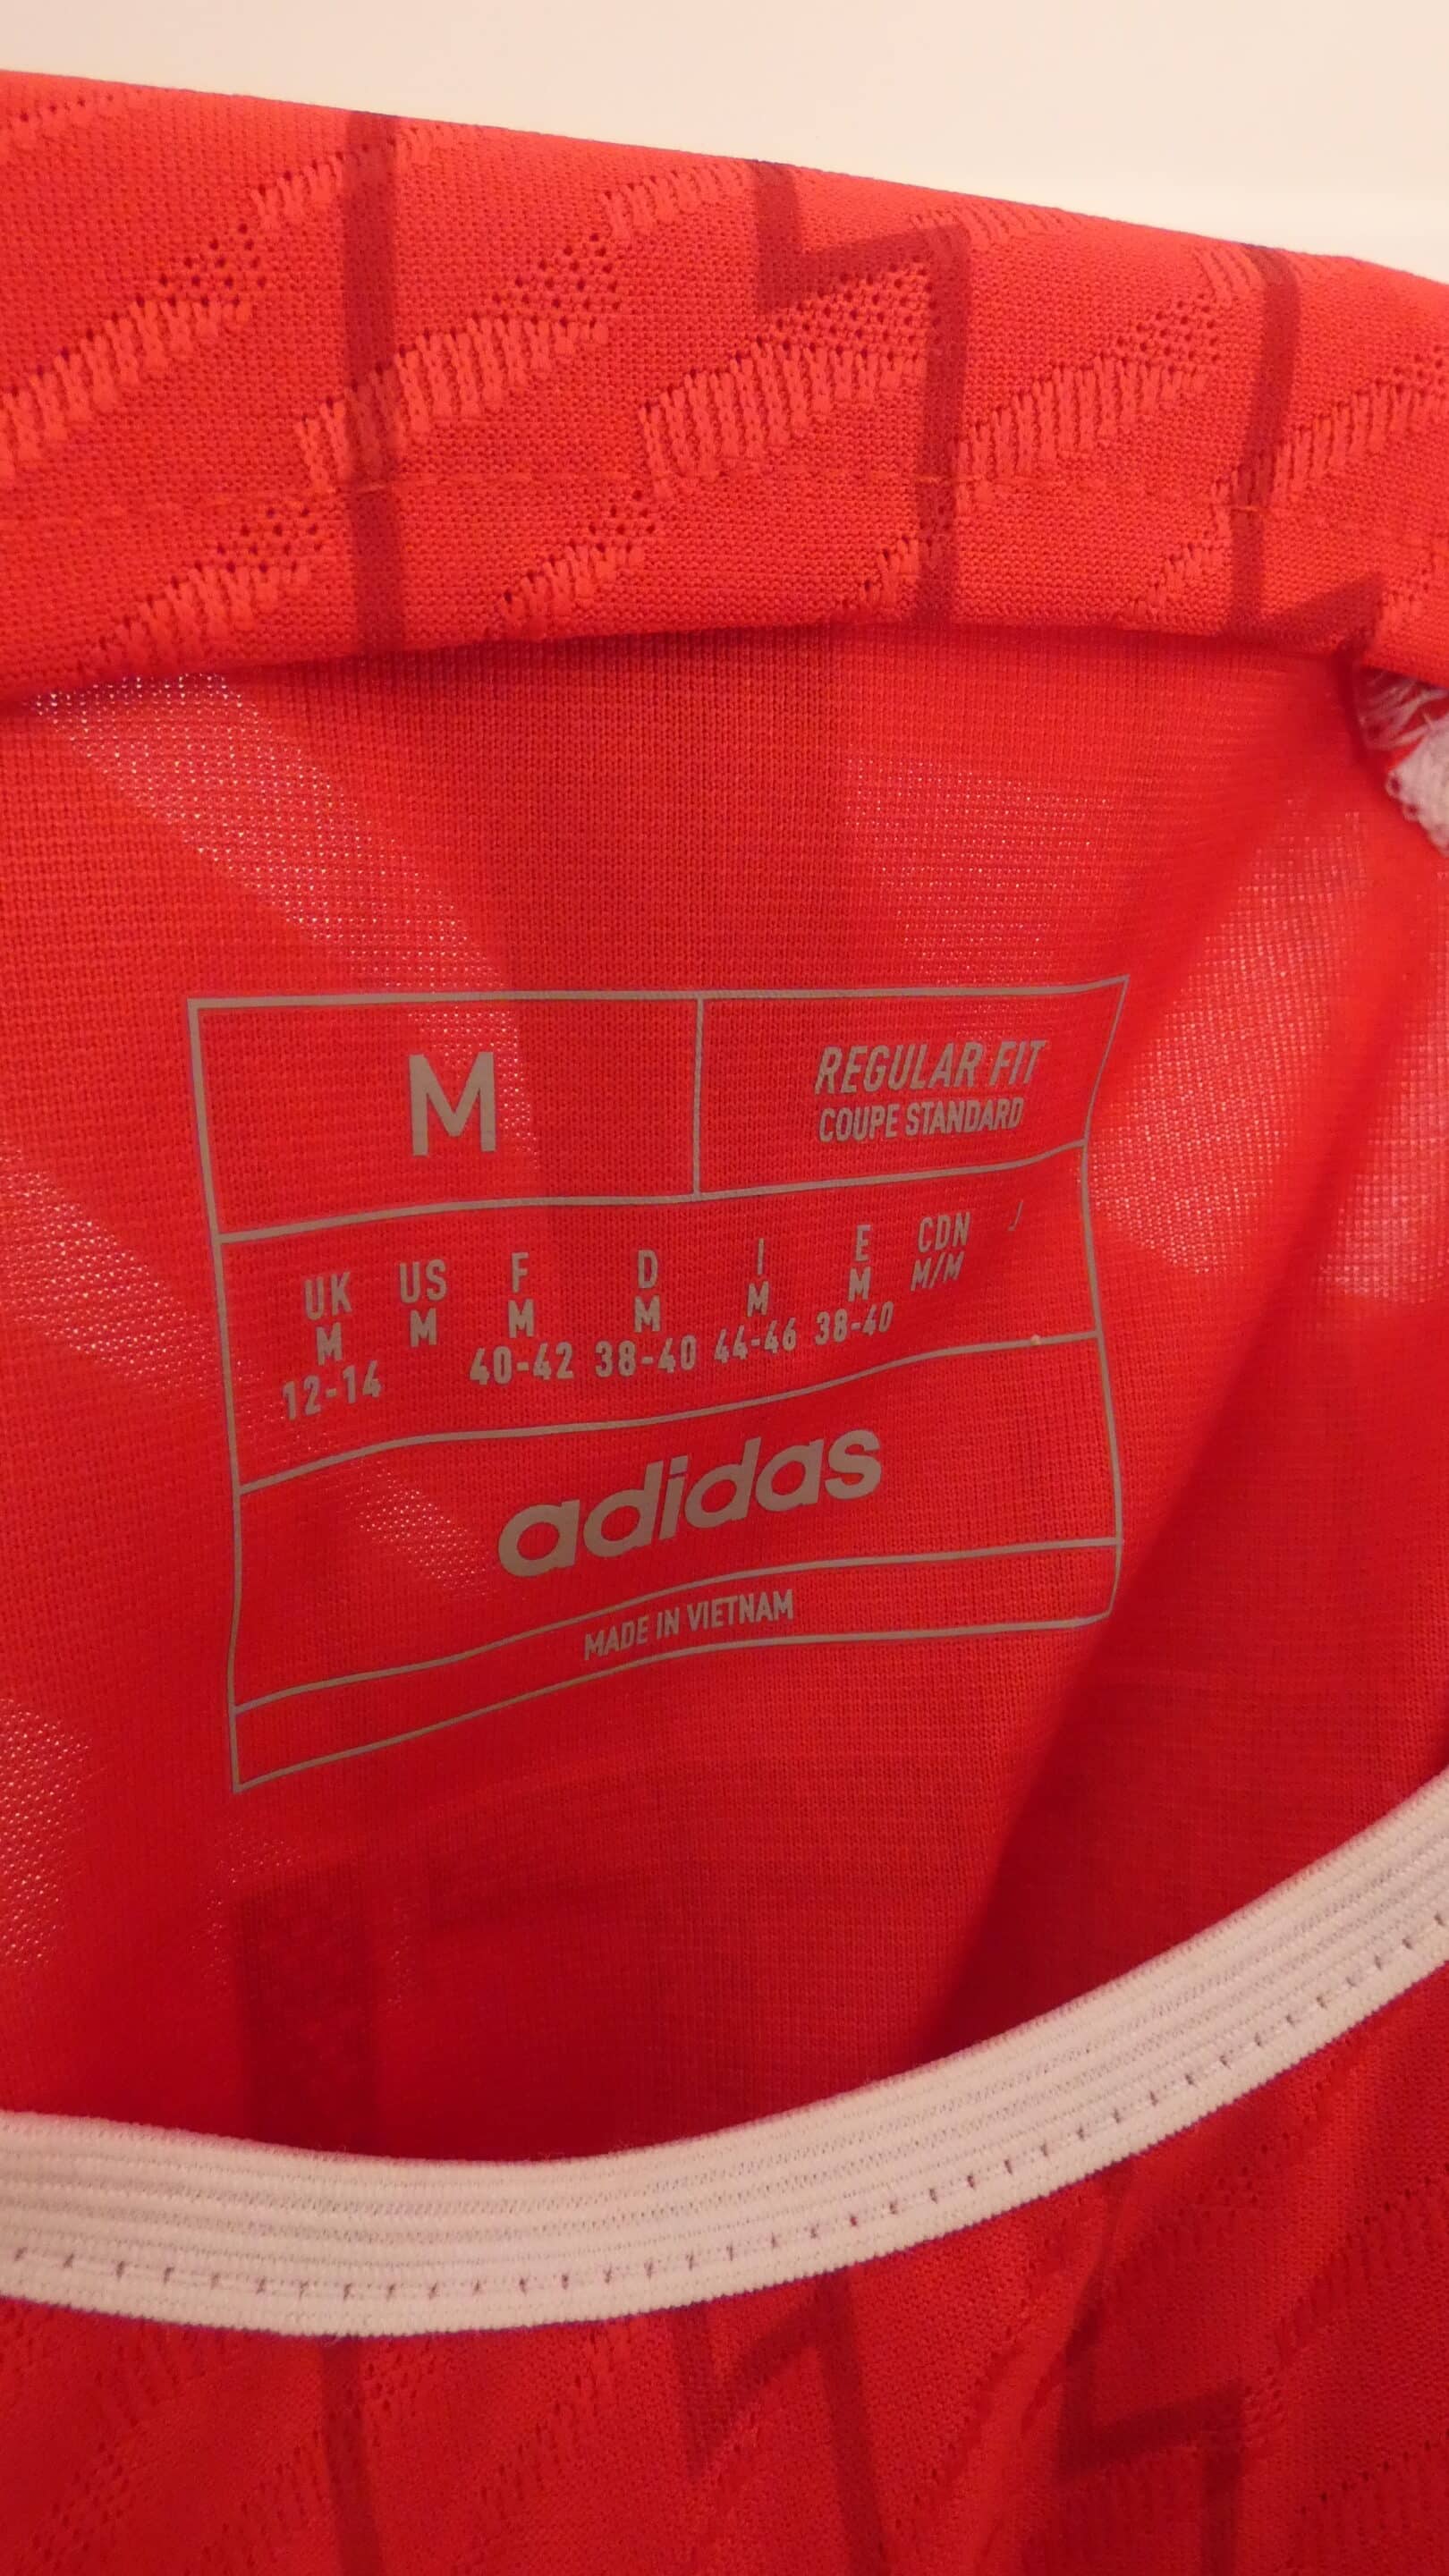 M
REGULAR FIT
COUPE STANDARD
UK US F D I E CDN J
M M M M M M M/M
12-14 40-42 38-40 44-46 38-40
adidas
MADE IN VIETNAM